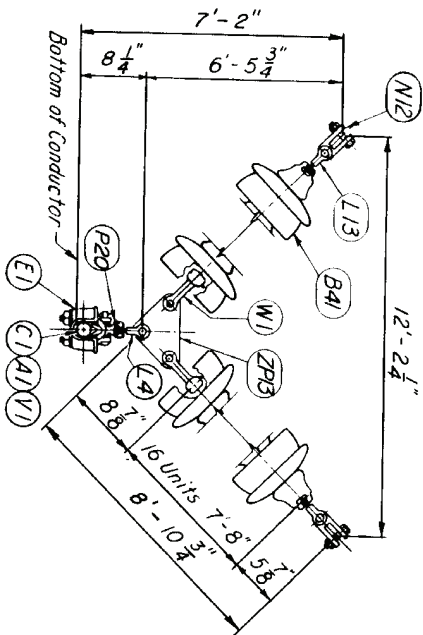 7'-2"
8 1/4"
6'-5 3/4"
Bottom of Conductor
N12
L13
B41
12'-2 1/4"
W1
ZP13
P20
E1
L4
C1 A1 V1
8 7/8"
16 Units 7'-8"
5 7/8"
8'-10 3/4"